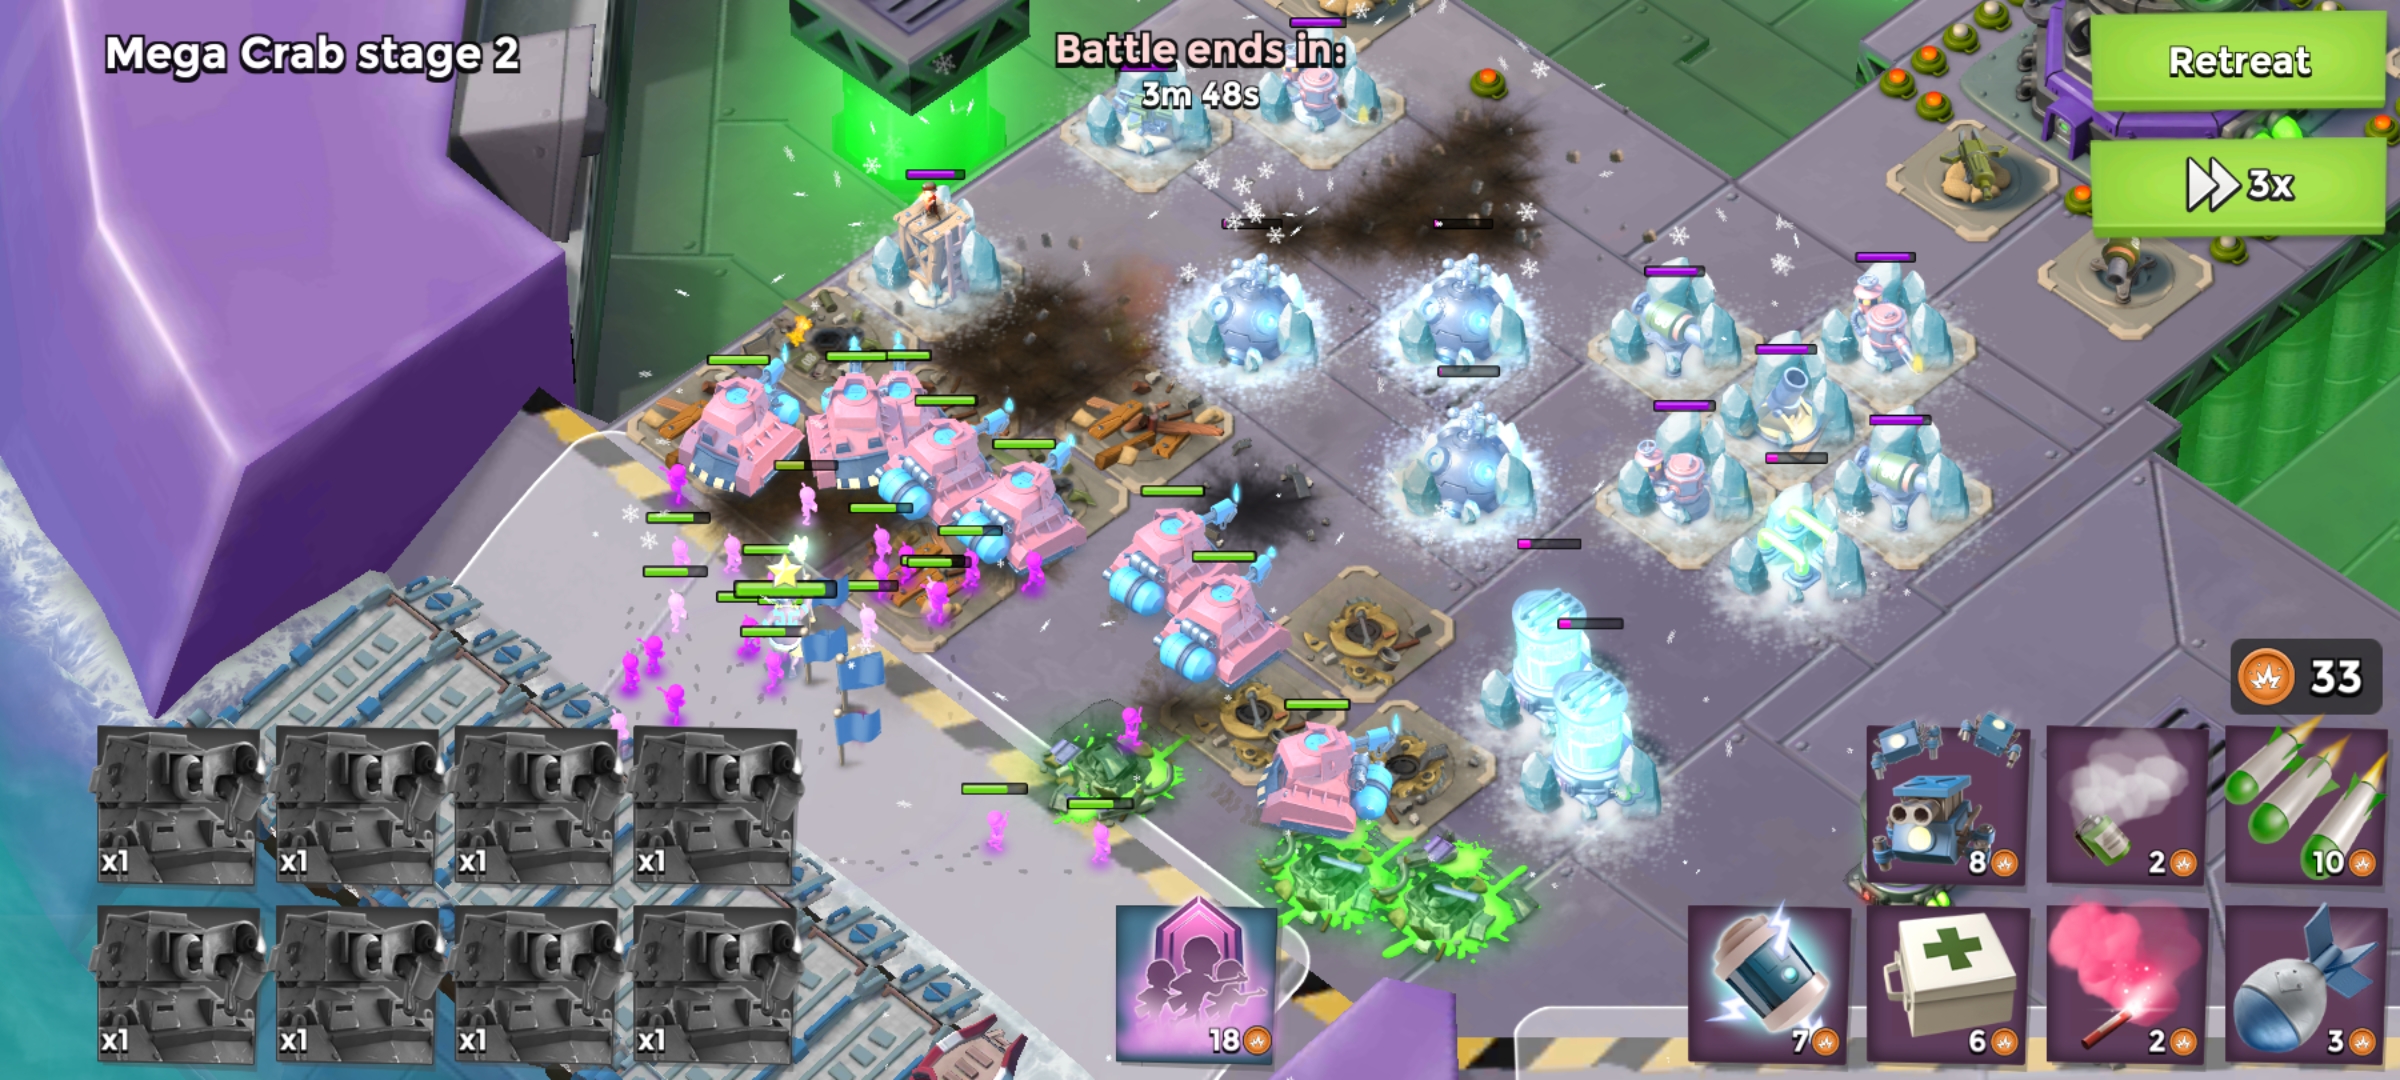 Mega Crab stage 2
Battle ends in:
3m 48s
Retreat
3x
33
8
2
10
x1
x1
x1
x1
x1
x1
x1
x1
18
7
6
2
3